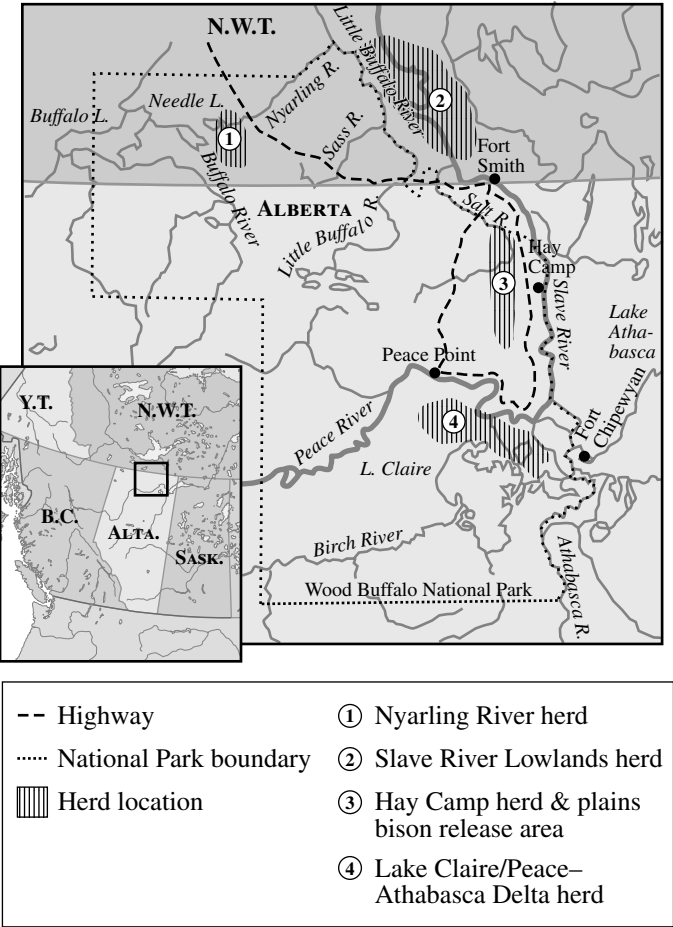 N.W.T.
Little Buffalo River
Nyarling R.
Needle L.
Buffalo L.
2
1
Sass R.
Fort
Smith
Buffalo River
ALBERTA
Little Buffalo R.
Salt R.
Hay
Camp
3
Slave River
Lake
Atha-
basca
Peace Point
Y.T.
N.W.T.
Peace River
4
Fort
Chipewyan
L. Claire
B.C.
ALTA.
SASK.
Birch River
Athabasca R.
Wood Buffalo National Park
Highway
National Park boundary
Herd location
1 Nyarling River herd
2 Slave River Lowlands herd
3 Hay Camp herd & plains
bison release area
4 Lake Claire/Peace–
Athabasca Delta herd